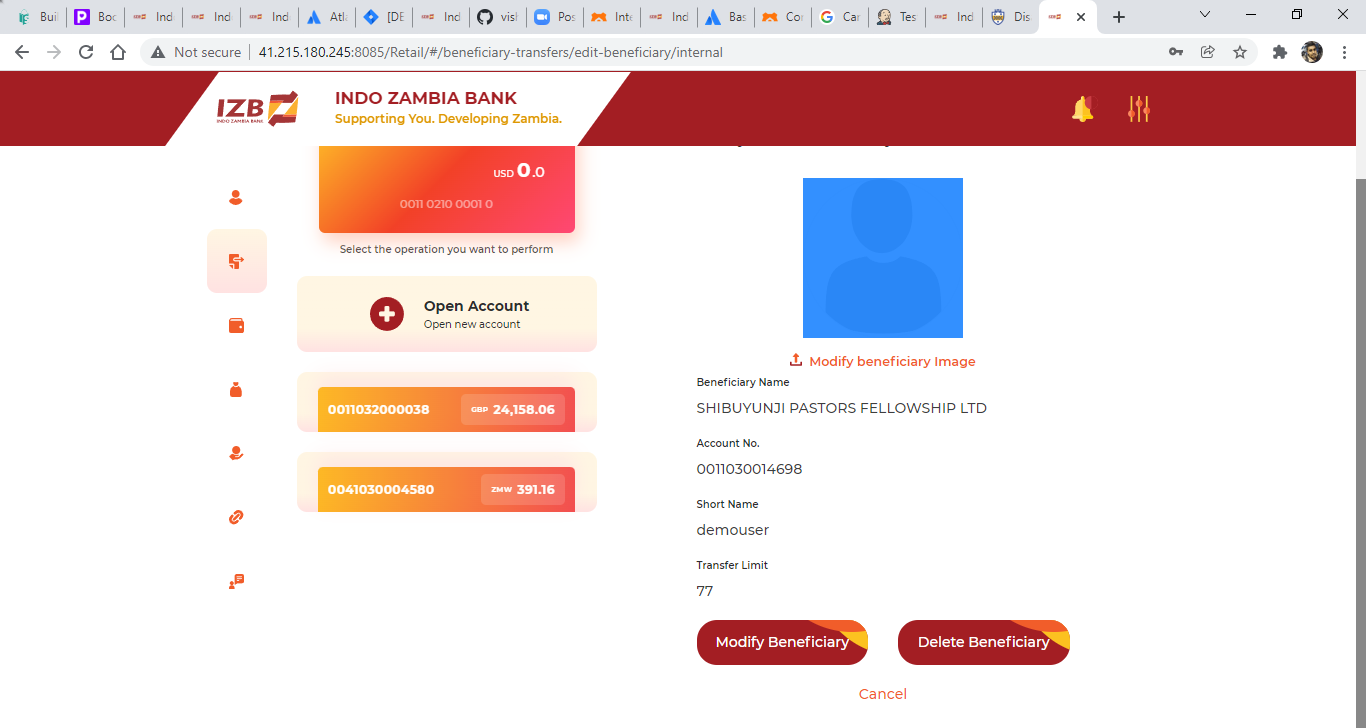 Bui
Boc
Ind
Ind
Ind
Atla
[DE
Ind
vish
Pos
Inte
Ind
Bas
Cor
Car
Tes
Ind
Dis
Not secure
41.215.180.245:8085/Retail/#/beneficiary-transfers/edit-beneficiary/internal
IZB
INDO ZAMBIA BANK
INDO ZAMBIA BANK
Supporting You. Developing Zambia.
USD 0.0
0011 0210 0001 0
Select the operation you want to perform
Open Account
Open new account
0011032000038 GBP 24,158.06
0041030004580 ZMW 391.16
Modify beneficiary Image
Beneficiary Name
SHIBUYUNJI PASTORS FELLOWSHIP LTD
Account No.
0011030014698
Short Name
demouser
Transfer Limit
77
Modify Beneficiary Delete Beneficiary
Cancel